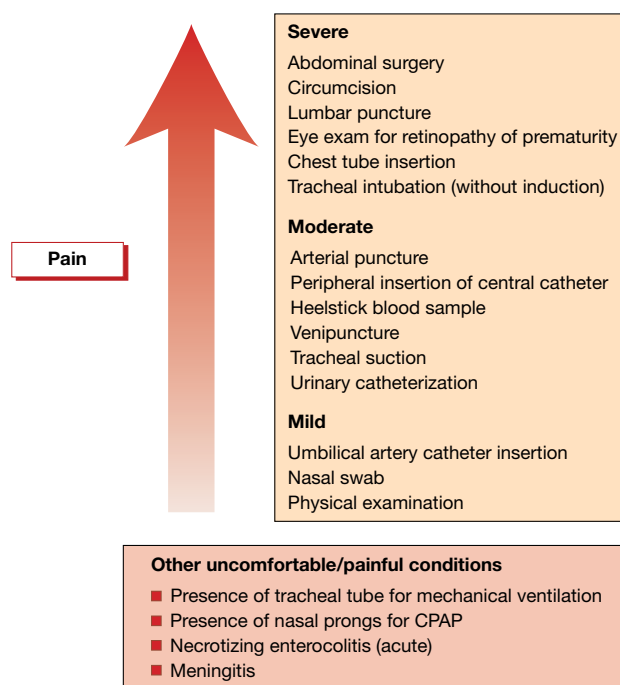 Severe
Abdominal surgery
Circumcision
Lumbar puncture
Eye exam for retinopathy of prematurity
Chest tube insertion
Tracheal intubation (without induction)
Moderate
Arterial puncture
Peripheral insertion of central catheter
Heelstick blood sample
Venipuncture
Tracheal suction
Urinary catheterization
Mild
Umbilical artery catheter insertion
Nasal swab
Physical examination
Pain
Other uncomfortable/painful conditions
Presence of tracheal tube for mechanical ventilation
Presence of nasal prongs for CPAP
Necrotizing enterocolitis (acute)
Meningitis